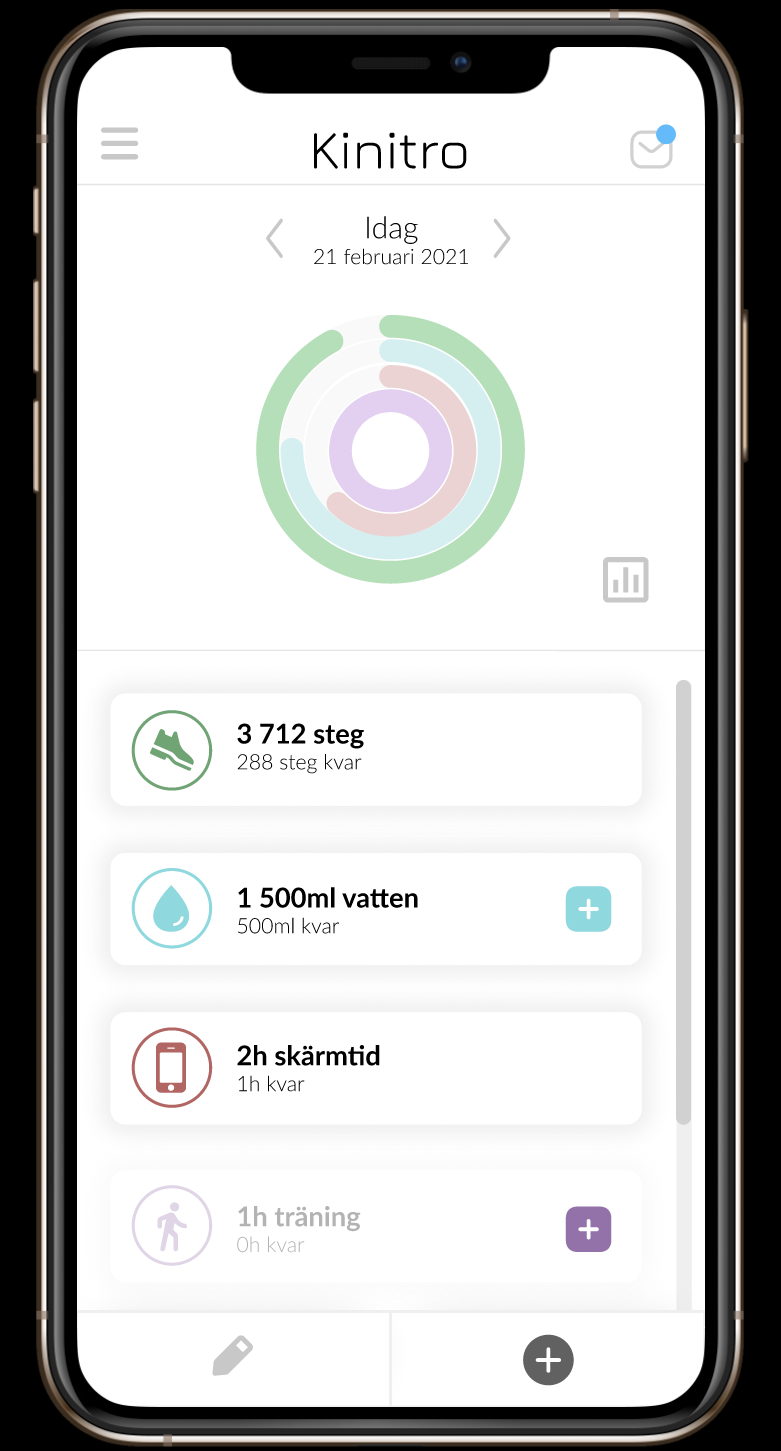 Kinitro
Idag
21 februari 2021
3 712 steg
288 steg kvar
1 500ml vatten
500ml kvar
2h skärmtid
1h kvar
1h träning
0h kvar